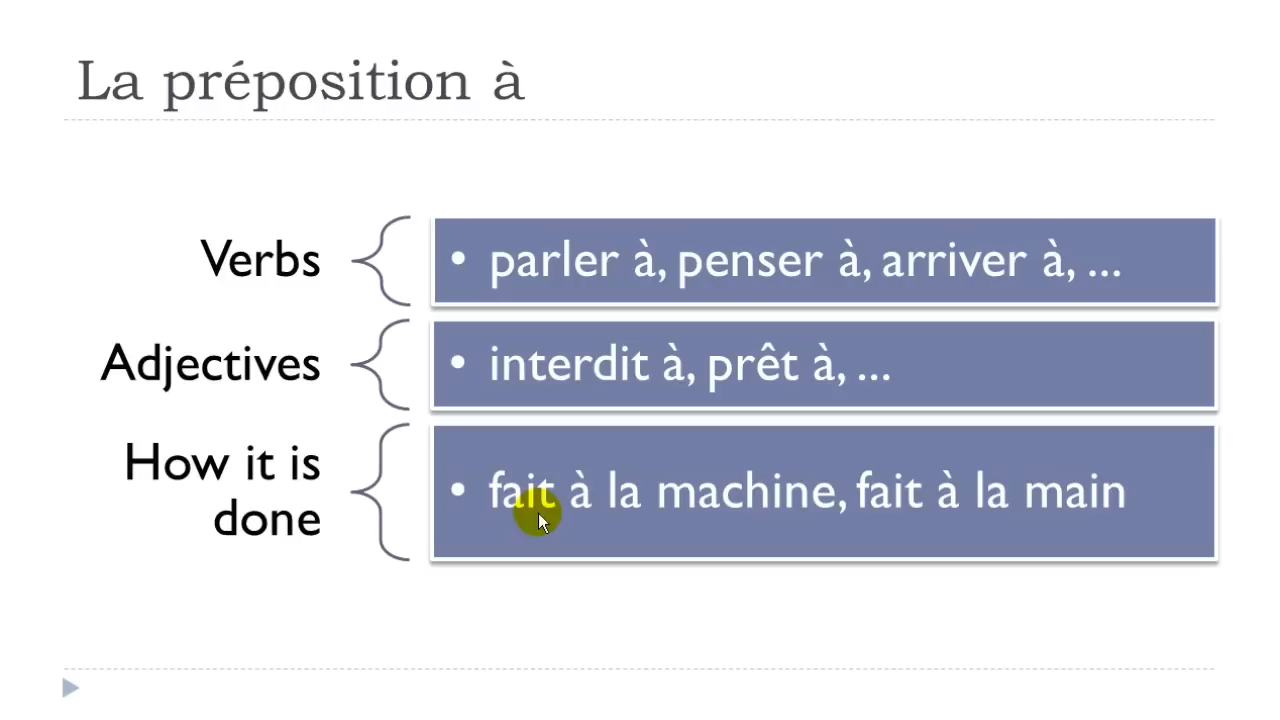 La préposition à
Verbs
• parler à, penser à, arriver à, ...
Adjectives
• interdit à, prêt à, ...
How it is
done
• fait à la machine, fait à la main